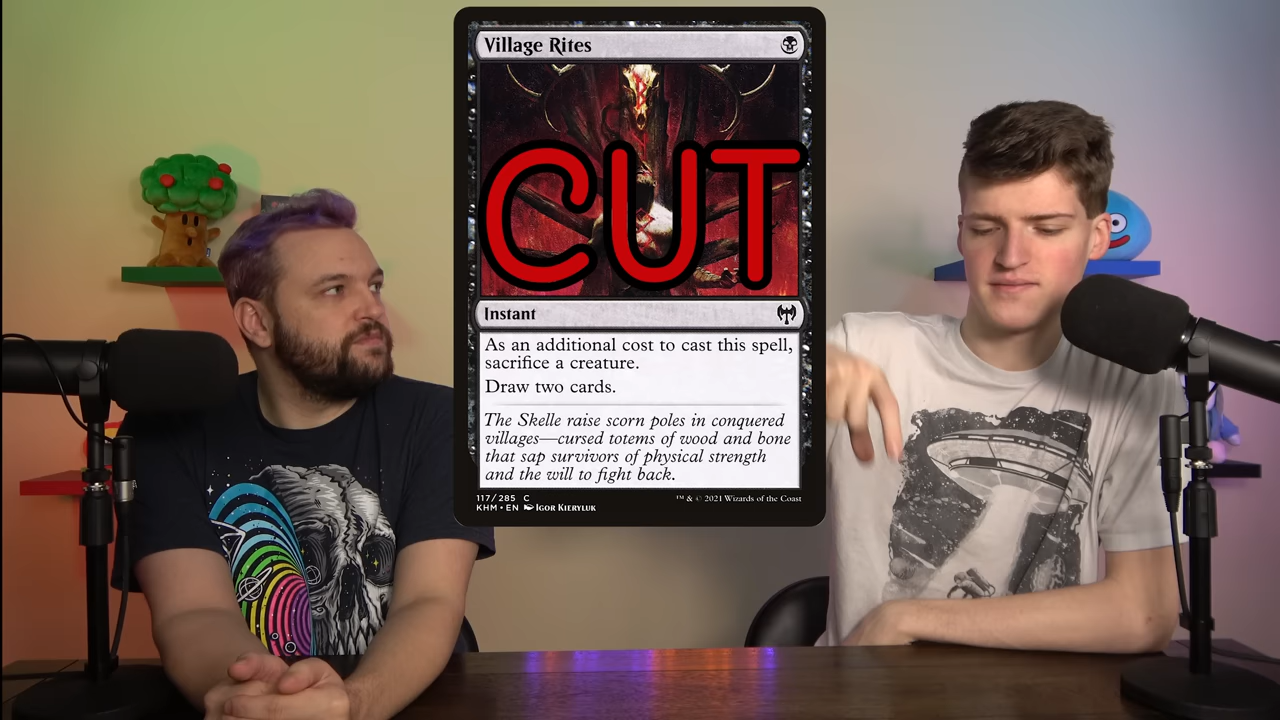 Village Rites
CUT
Instant
As an additional cost to cast this spell,
sacrifice a creature.
Draw two cards.
The Skelle raise scorn poles in conquered
villages—cursed totems of wood and bone
that sap survivors of physical strength
and the will to fight back.
117/285 C
™ & © 2021 Wizards of the Coast
KHM • EN Igor Kieryluk